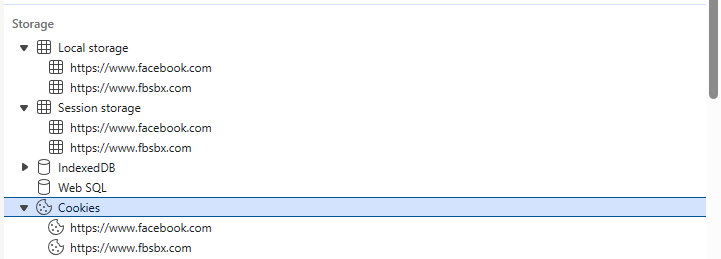 Storage
Local storage
https://www.facebook.com
https://www.fbsbx.com
Session storage
https://www.facebook.com
https://www.fbsbx.com
IndexedDB
Web SQL
Cookies
https://www.facebook.com
https://www.fbsbx.com